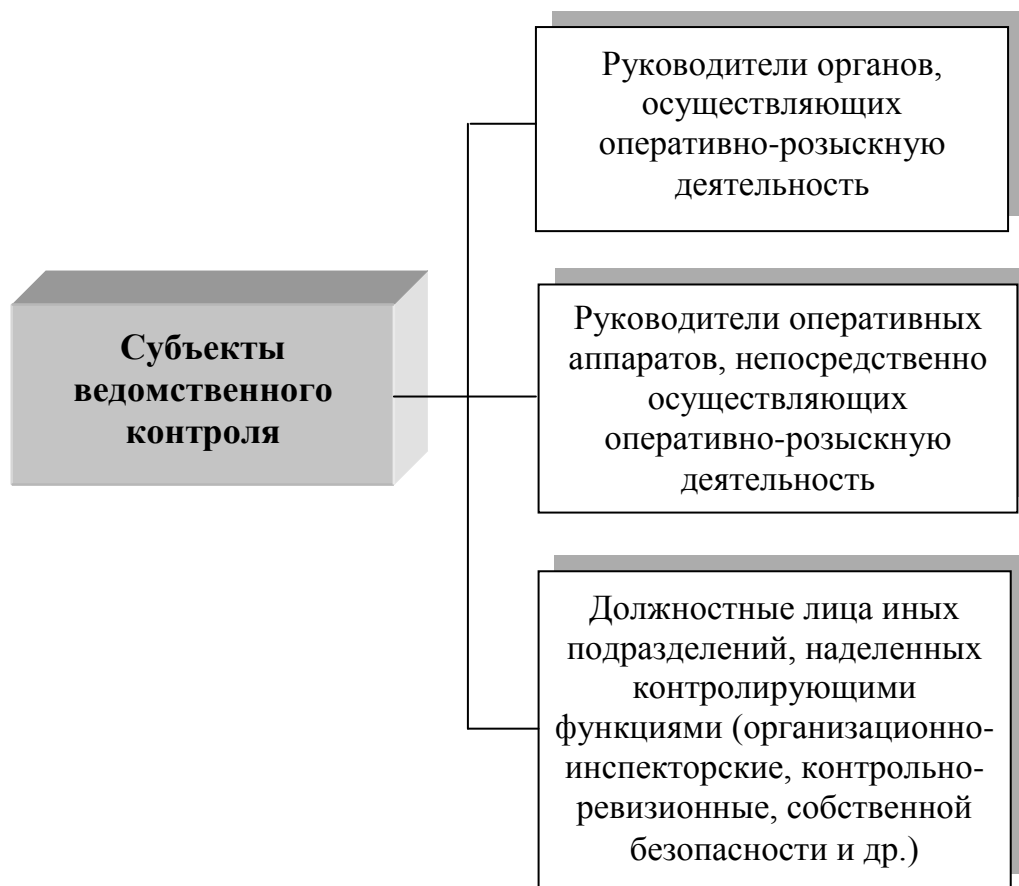 Руководители органов,
осуществляющих
оперативно-розыскную
деятельность
Субъекты
ведомственного
контроля
Руководители оперативных
аппаратов, непосредственно
осуществляющих
оперативно-розыскную
деятельность
Должностные лица иных
подразделений, наделенных
контролирующими
функциями (организационно-
инспекторские, контрольно-
ревизионные, собственной
безопасности и др.)